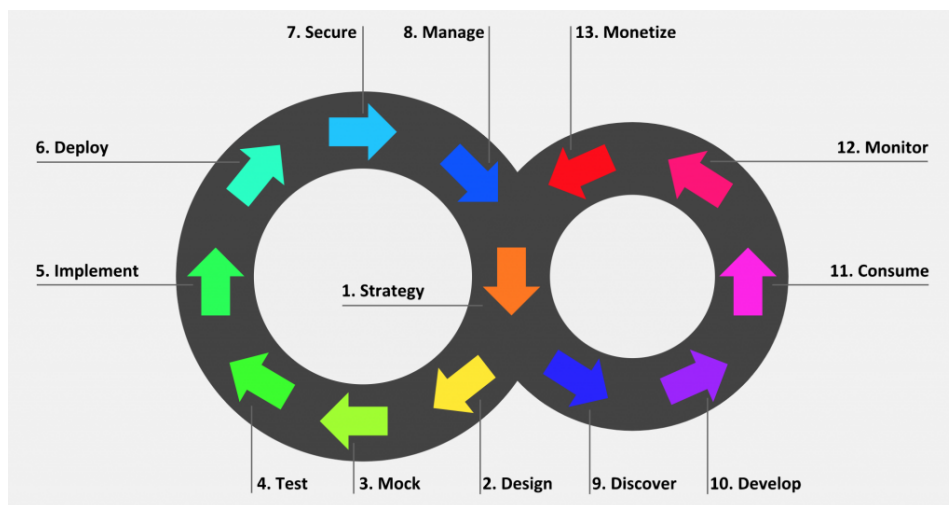 7. Secure
8. Manage
13. Monetize
6. Deploy
12. Monitor
5. Implement
11. Consume
1. Strategy
4. Test
3. Mock
2. Design
9. Discover
10. Develop